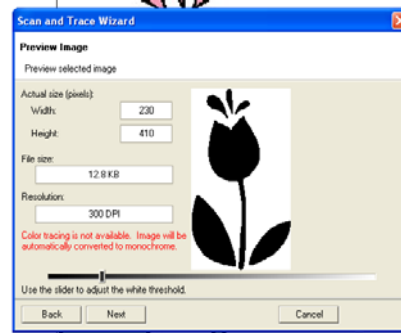 Scan and Trace Wizard
Preview Image
Preview selected image
Actual size (pixels):
Width: 230
Height: 410
File size:
12.8 KB
Resolution:
300 DPI
Color tracing is not available. Image will be
automatically converted to monochrome.
Use the slider to adjust the white threshold.
Back Next Cancel